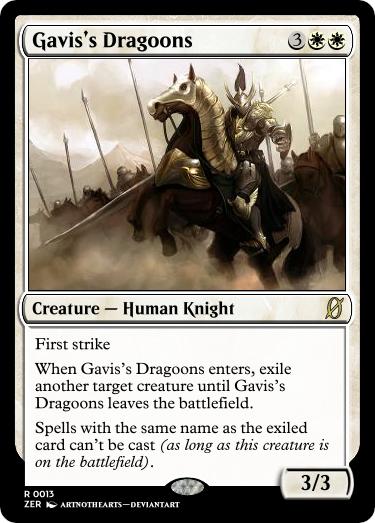 Gavis's Dragoons 3
Creature — Human Knight
First strike
When Gavis's Dragoons enters, exile
another target creature until Gavis's
Dragoons leaves the battlefield.
Spells with the same name as the exiled
card can't be cast (as long as this creature is
on the battlefield).
3/3
R 0013
ZER ARTNOTHEARTS—DEVIANTART